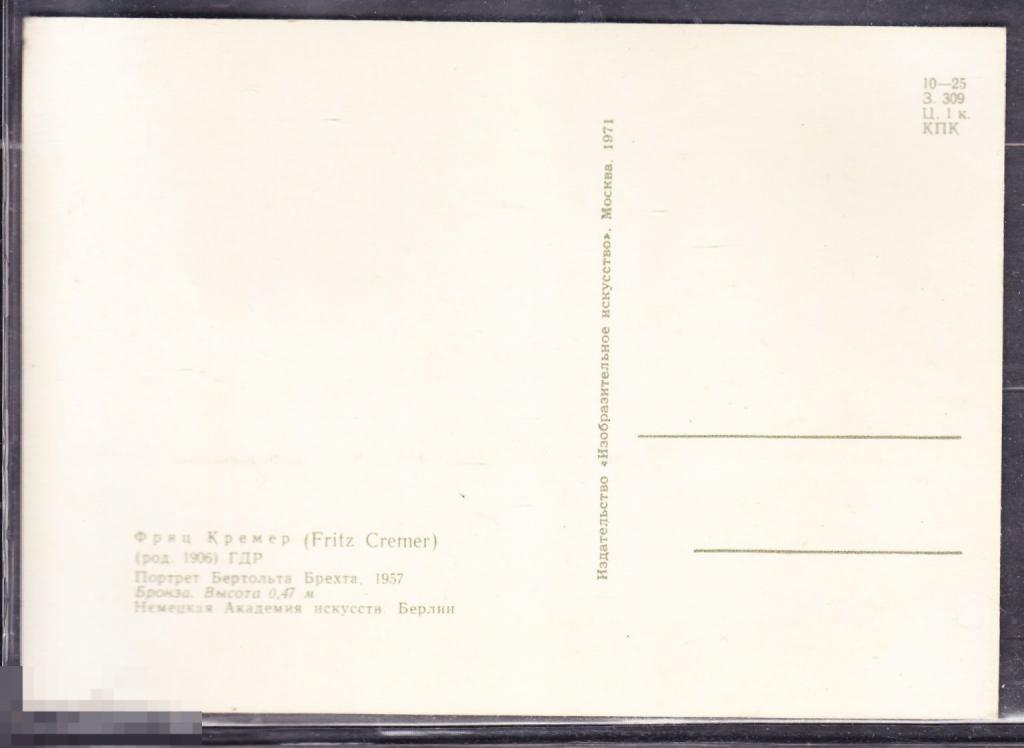 Фриц Кремер (Fritz Cremer)
(род. 1906) ГДР
Портрет Бертольта Брехта, 1957
Бронза. Высота 0,47 м
Немецкая Академия искусств. Берлин
Издательство «Изобразительное искусство». Москва. 1971
10—25
З. 309
Ц. 1 к.
КПК